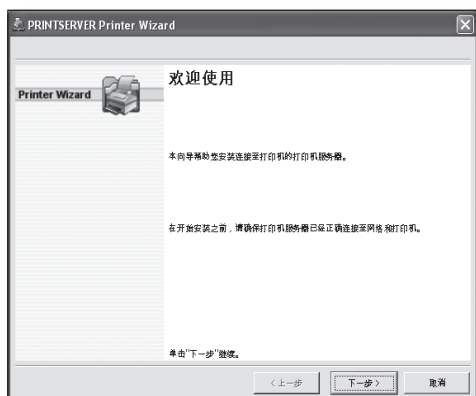 PRINTSERVER Printer Wizard
Printer Wizard
欢迎使用
本向导帮助您安装连接至打印机的打印机服务器。
在开始安装之前，请确保打印机服务器已经正确连接至网络和打印机。
单击"下一步"继续。
<上一步 下一步> 取消